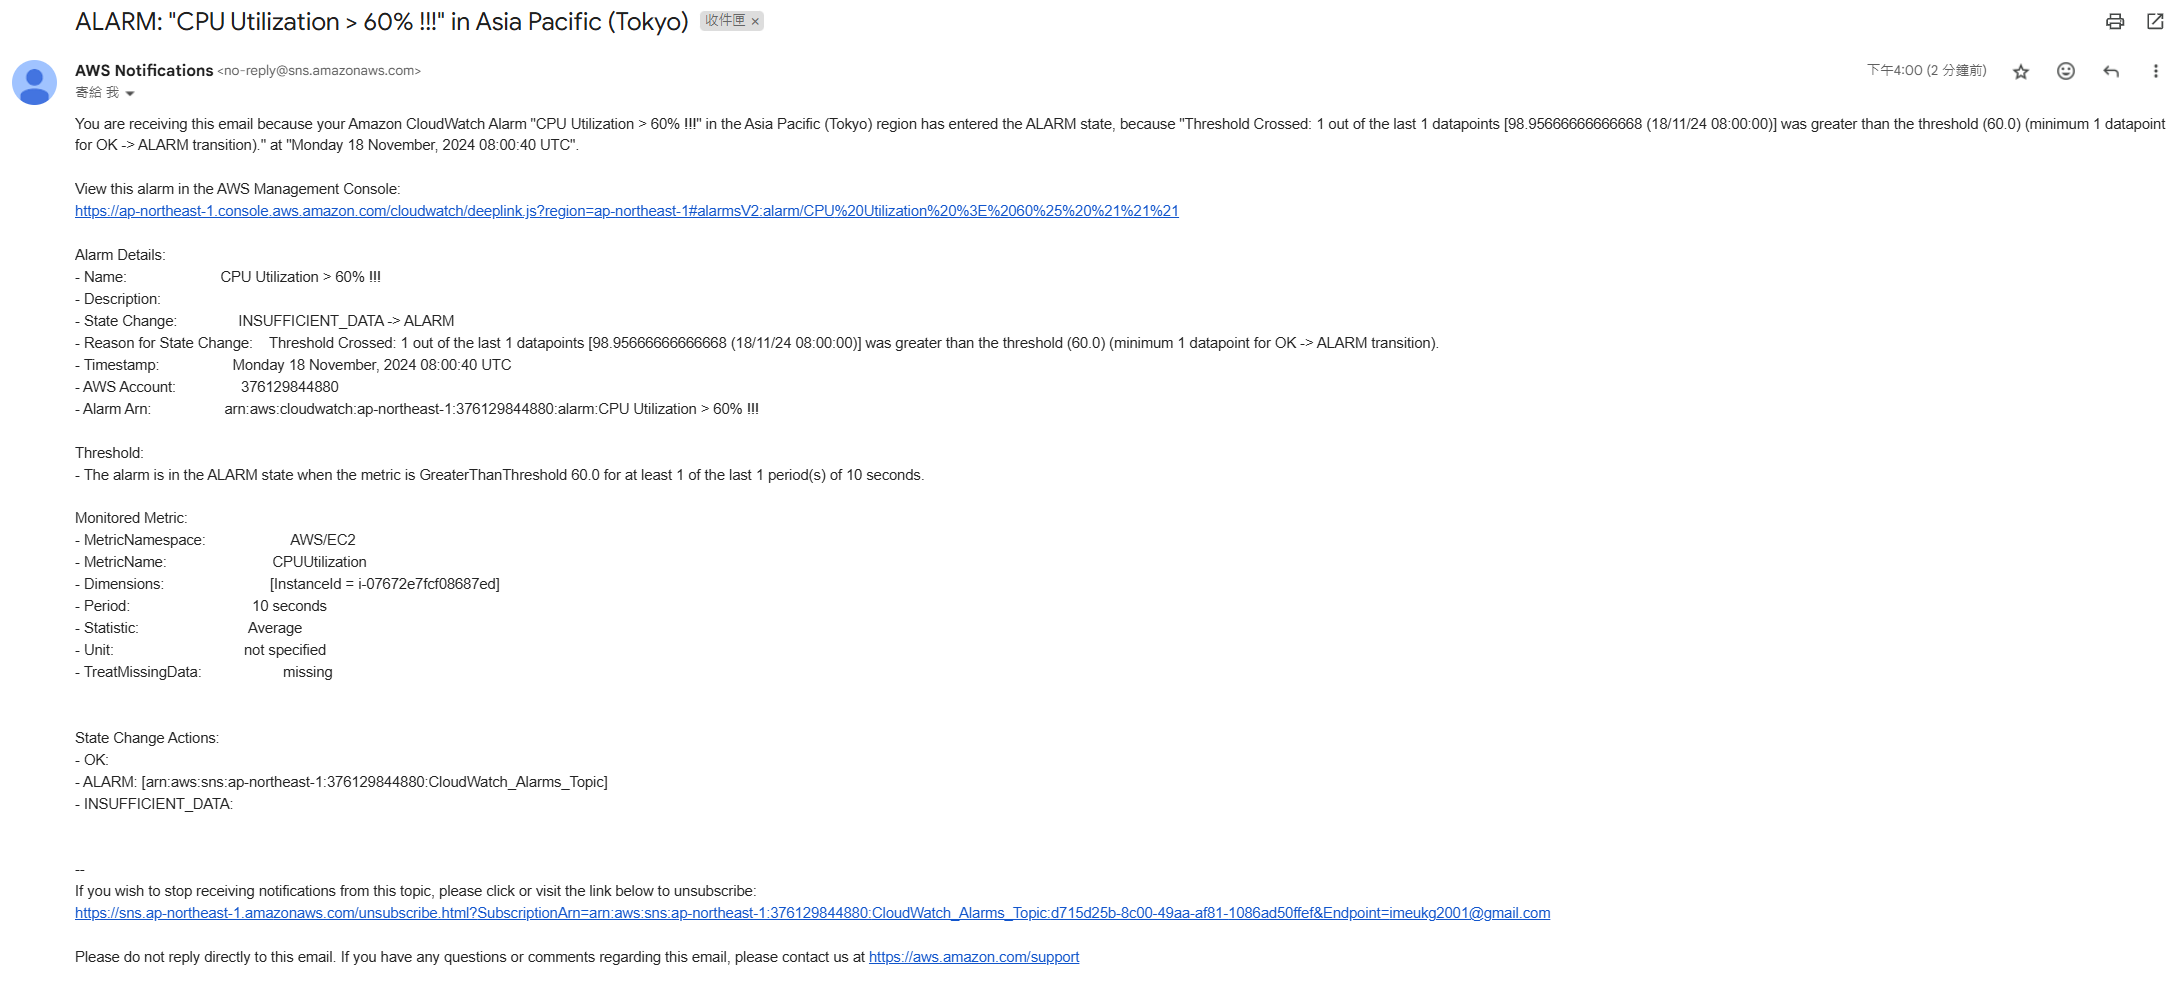 ALARM: "CPU Utilization > 60% !!!" in Asia Pacific (Tokyo) 收件匣 ×
AWS Notifications <no-reply@sns.amazonaws.com>
下午4:00 (2 分鐘前)
寄給 我
You are receiving this email because your Amazon CloudWatch Alarm "CPU Utilization > 60% !!!" in the Asia Pacific (Tokyo) region has entered the ALARM state, because "Threshold Crossed: 1 out of the last 1 datapoints [98.95666666666668 (18/11/24 08:00:00)] was greater than the threshold (60.0) (minimum 1 datapoint
for OK -> ALARM transition)." at "Monday 18 November, 2024 08:00:40 UTC".
View this alarm in the AWS Management Console:
https://ap-northeast-1.console.aws.amazon.com/cloudwatch/deeplink.js?region=ap-northeast-1#alarmsV2:alarm/CPU%20Utilization%20%3E%2060%25%20%21%21%21
Alarm Details:
- Name: CPU Utilization > 60% !!!
- Description:
- State Change: INSUFFICIENT_DATA -> ALARM
- Reason for State Change: Threshold Crossed: 1 out of the last 1 datapoints [98.95666666666668 (18/11/24 08:00:00)] was greater than the threshold (60.0) (minimum 1 datapoint for OK -> ALARM transition).
- Timestamp: Monday 18 November, 2024 08:00:40 UTC
- AWS Account: 376129844880
- Alarm Arn: arn:aws:cloudwatch:ap-northeast-1:376129844880:alarm:CPU Utilization > 60% !!!
Threshold:
- The alarm is in the ALARM state when the metric is GreaterThanThreshold 60.0 for at least 1 of the last 1 period(s) of 10 seconds.
Monitored Metric:
- MetricNamespace: AWS/EC2
- MetricName: CPUUtilization
- Dimensions: [InstanceId = i-07672e7fcf08687ed]
- Period: 10 seconds
- Statistic: Average
- Unit: not specified
- TreatMissingData: missing
State Change Actions:
- OK:
- ALARM: [arn:aws:sns:ap-northeast-1:376129844880:CloudWatch_Alarms_Topic]
- INSUFFICIENT_DATA:
--
If you wish to stop receiving notifications from this topic, please click or visit the link below to unsubscribe:
https://sns.ap-northeast-1.amazonaws.com/unsubscribe.html?SubscriptionArn=arn:aws:sns:ap-northeast-1:376129844880:CloudWatch_Alarms_Topic:d715d25b-8c00-49aa-af81-1086ad50ffef&Endpoint=imeukg2001@gmail.com
Please do not reply directly to this email. If you have any questions or comments regarding this email, please contact us at https://aws.amazon.com/support